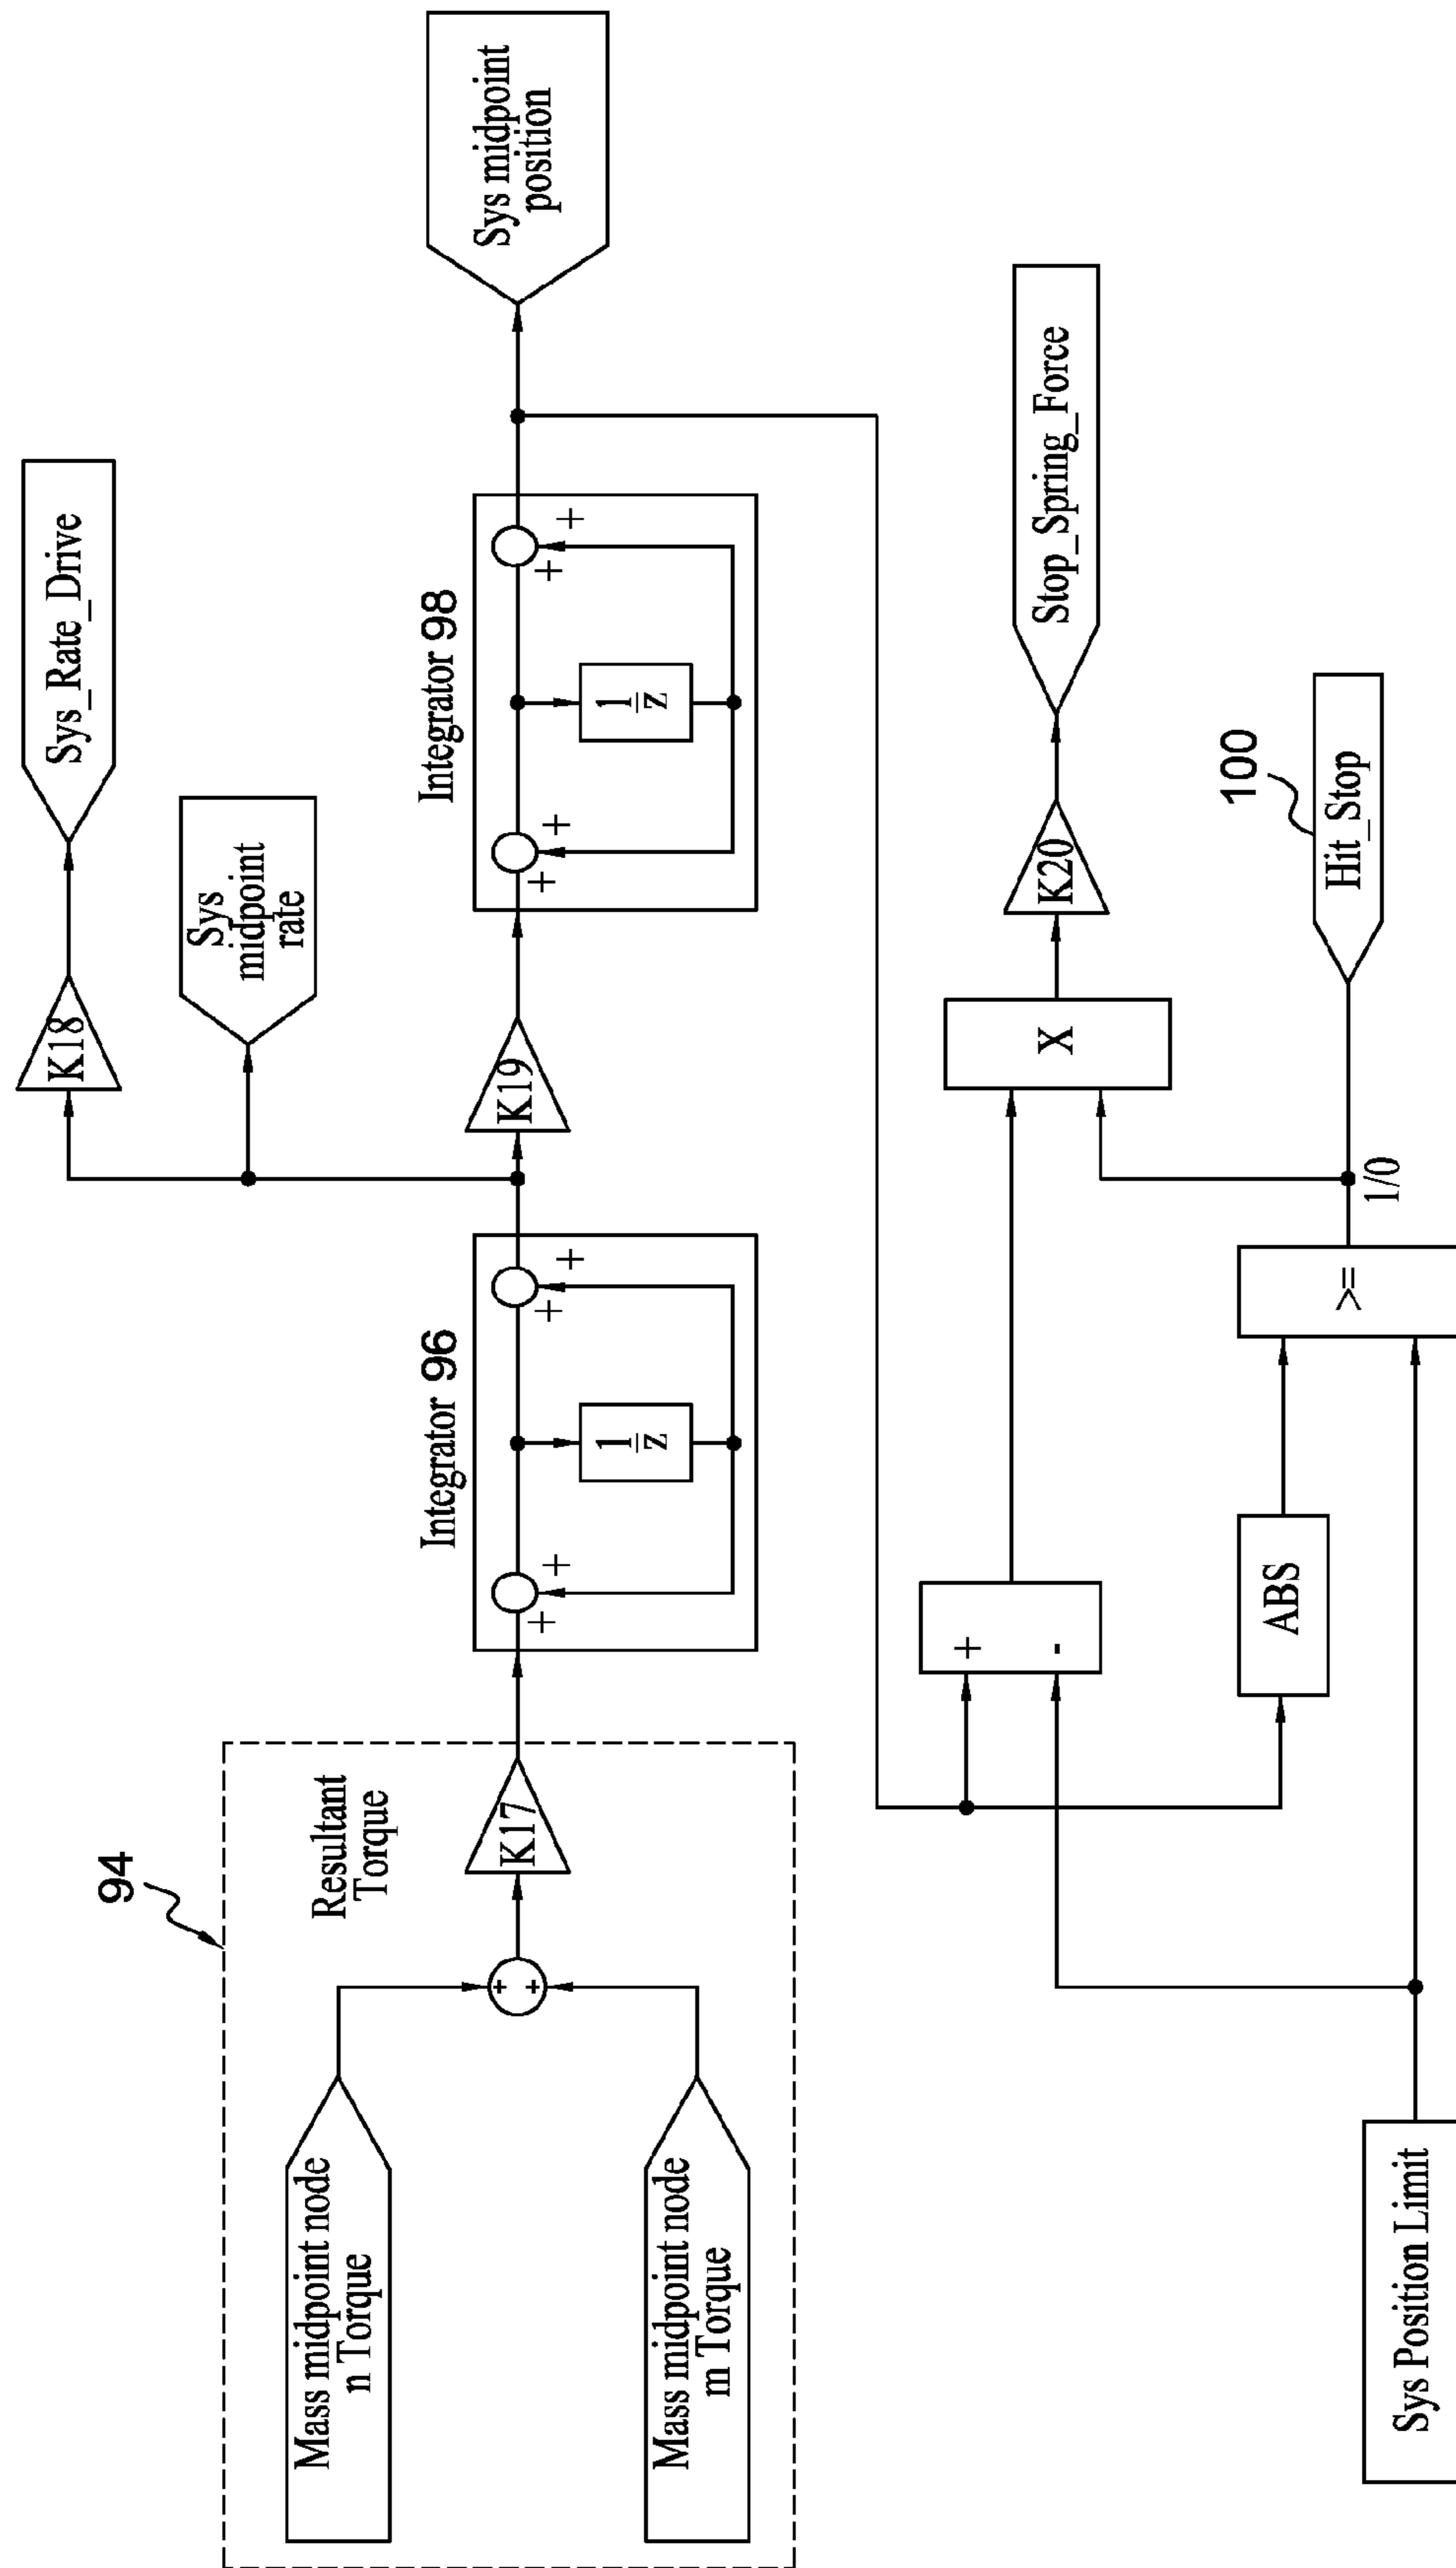 94
Mass midpoint node
n Torque
Mass midpoint node
m Torque
+ +
Resultant
Torque
K17
Integrator 96
+
+
1
z
+
+
K18
Sys_Rate_Drive
Sys
midpoint
rate
K19
Integrator 98
+
+
1
z
+
+
Sys midpoint
position
Sys Position Limit
+
-
ABS
>=
1/0
X
K20
Stop_Spring_Force
100
Hit_Stop